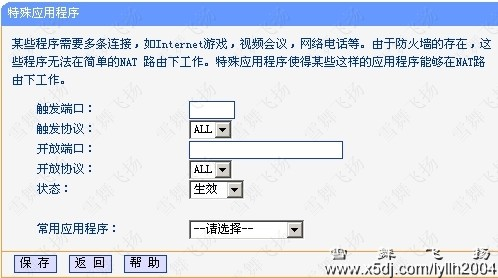 特殊应用程序
某些程序需要多条连接，如Internet游戏，视频会议，网络电话等。由于防火墙的存在，这
些程序无法在简单的NAT 路由下工作。特殊应用程序使得某些这样的应用程序能够在NAT路
由下工作。
触发端口：
触发协议： ALL
开放端口：
开放协议： ALL
状态： 生效
常用应用程序： --请选择--
保 存 返 回 帮 助
雪 舞 飞 扬
www.x5dj.com/lyllh2004